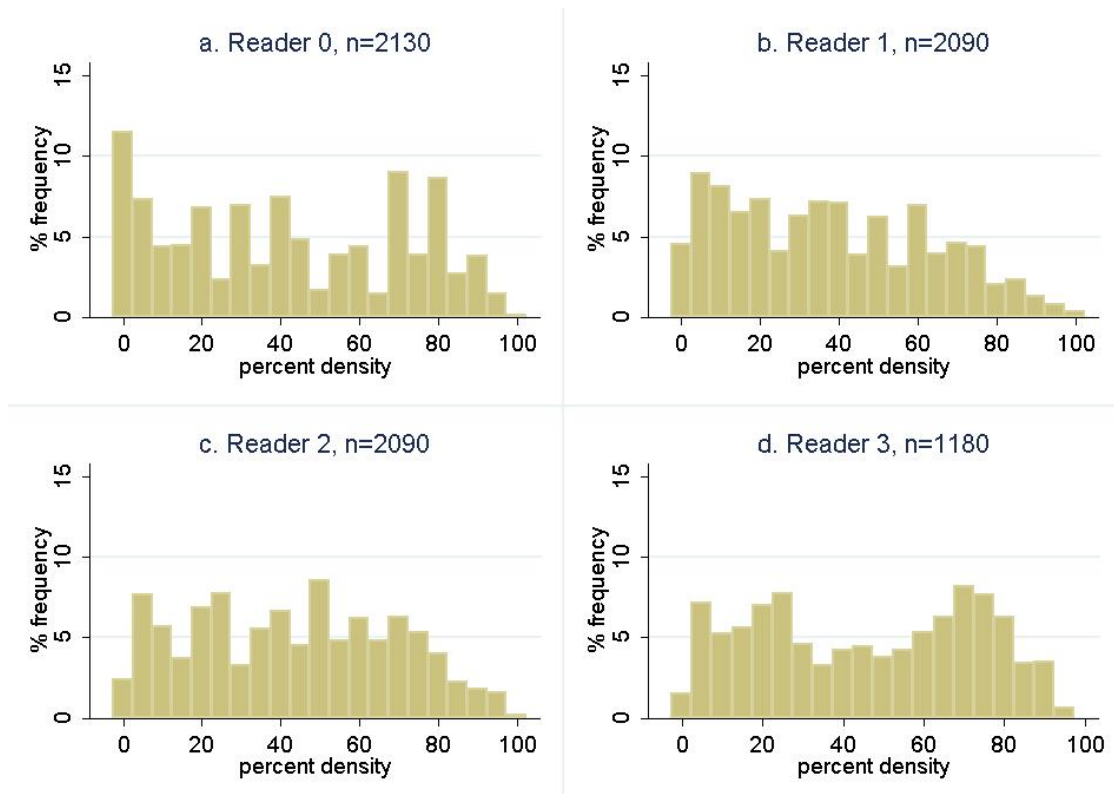 a. Reader 0, n=2130
% frequency
15
10
5
0
0 20 40 60 80 100
percent density
b. Reader 1, n=2090
% frequency
15
10
5
0
0 20 40 60 80 100
percent density
c. Reader 2, n=2090
% frequency
15
10
5
0
0 20 40 60 80 100
percent density
d. Reader 3, n=1180
% frequency
15
10
5
0
0 20 40 60 80 100
percent density